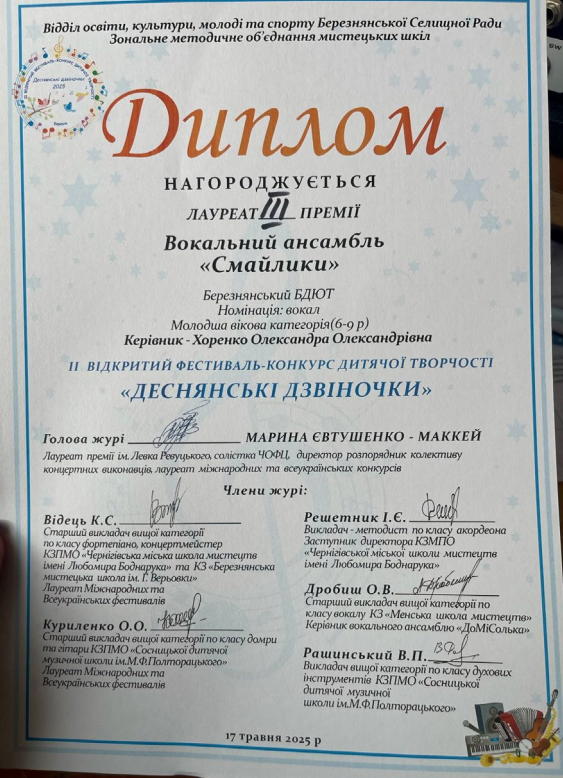 Відділ освіти, культури, молоді та спорту Березнянської Селищної Ради
Зональне методичне об'єднання мистецьких шкіл
Деснянські дзвіночки
2025
Диплом
НАГОРОДЖУЄТЬСЯ
ЛАУРЕАТ III ПРЕМІЇ
Вокальний ансамбль
«Смайлики»
Березнянський БДЮТ
Номінація: вокал
Молодша вікова категорія(6-9 р)
Керівник - Хоренко Олександра Олександрівна
ІІ ВІДКРИТИЙ ФЕСТИВАЛЬ-КОНКУРС ДИТЯЧОЇ ТВОРЧОСТІ
«ДЕСНЯНСЬКІ ДЗВІНОЧКИ»
Голова журі МАРИНА ЄВТУШЕНКО - МАККЕЙ
Лауреат премії ім. Левка Ревуцького, солістка ЧОФЦ, директор розпорядник колективу
концертних виконавців, лауреат міжнародних та всеукраїнських конкурсів
Члени журі:
Відець К.С.
Старший викладач вищої категорії
по класу фортепіано, концертмейстер
КЗПМО «Чернігівська міська школа мистецтв
імені Любомира Боднарука» та КЗ «Березнянська
мистецька школа ім. Г. Верьовки»
Лауреат Міжнародних та
Всеукраїнських фестивалів
Куриленко О.О.
Старший викладач вищої категорії по класу домри
та гітари КЗПМО «Сосницької дитячої
музичної школи ім.М.Ф.Полторацького»
Лауреат Міжнародних та
Всеукраїнських фестивалів
Решетник І.Є.
Викладач - методист по класу акордеона
Заступник директора КЗМПО
«Чернігівської міської школи мистецтв
імені Любомира Боднарука»
Дробиш О.В.
Старший викладач вищої категорії по
класу вокалу КЗ «Менська школа мистецтв»
Керівник вокального ансамблю «ДоМіСолька»
Рашинський В.П.
Викладач вищої категорії по класу духових
інструментів КЗПМО «Сосницької
дитячої музичної
школи ім.М.Ф.Полторацького»
17 травня 2025 р